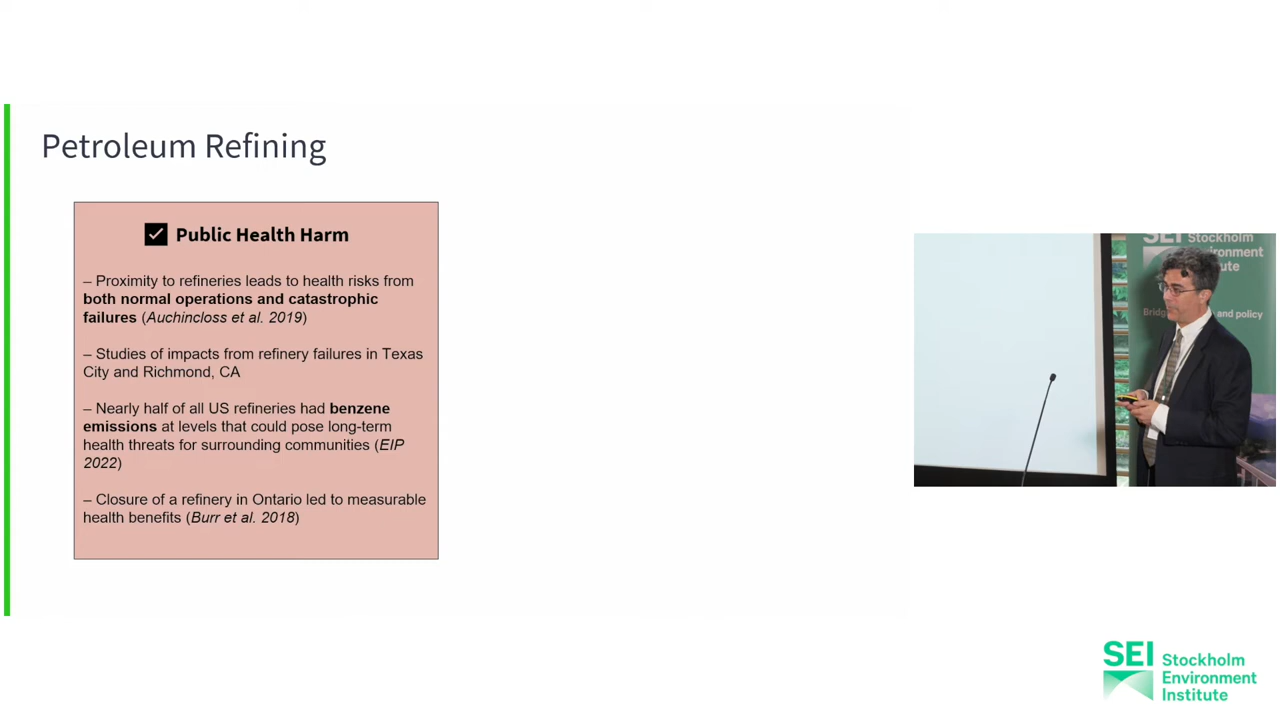 Petroleum Refining
Public Health Harm
– Proximity to refineries leads to health risks from
both normal operations and catastrophic
failures (Auchincloss et al. 2019)
– Studies of impacts from refinery failures in Texas
City and Richmond, CA
– Nearly half of all US refineries had benzene
emissions at levels that could pose long-term
health threats for surrounding communities (EIP
2022)
– Closure of a refinery in Ontario led to measurable
health benefits (Burr et al. 2018)
SEI Stockholm
Environment
Institute
and policy
SEI Stockholm
Environment
Institute